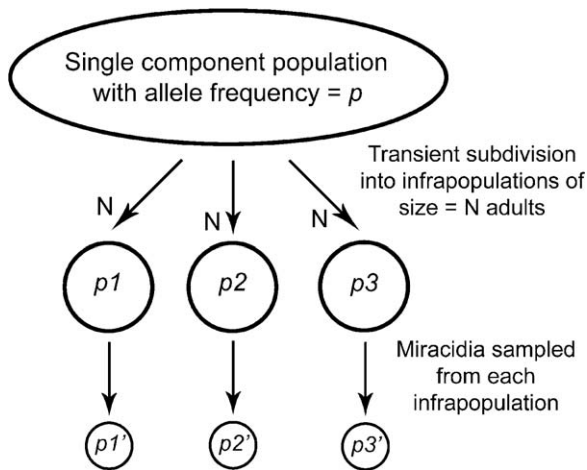 Single component population
with allele frequency = p
Transient subdivision
into infrapopulations of
size = N adults
N
N
N
p1
p2
p3
Miracidia sampled
from each
infrapopulation
p1'
p2'
p3'